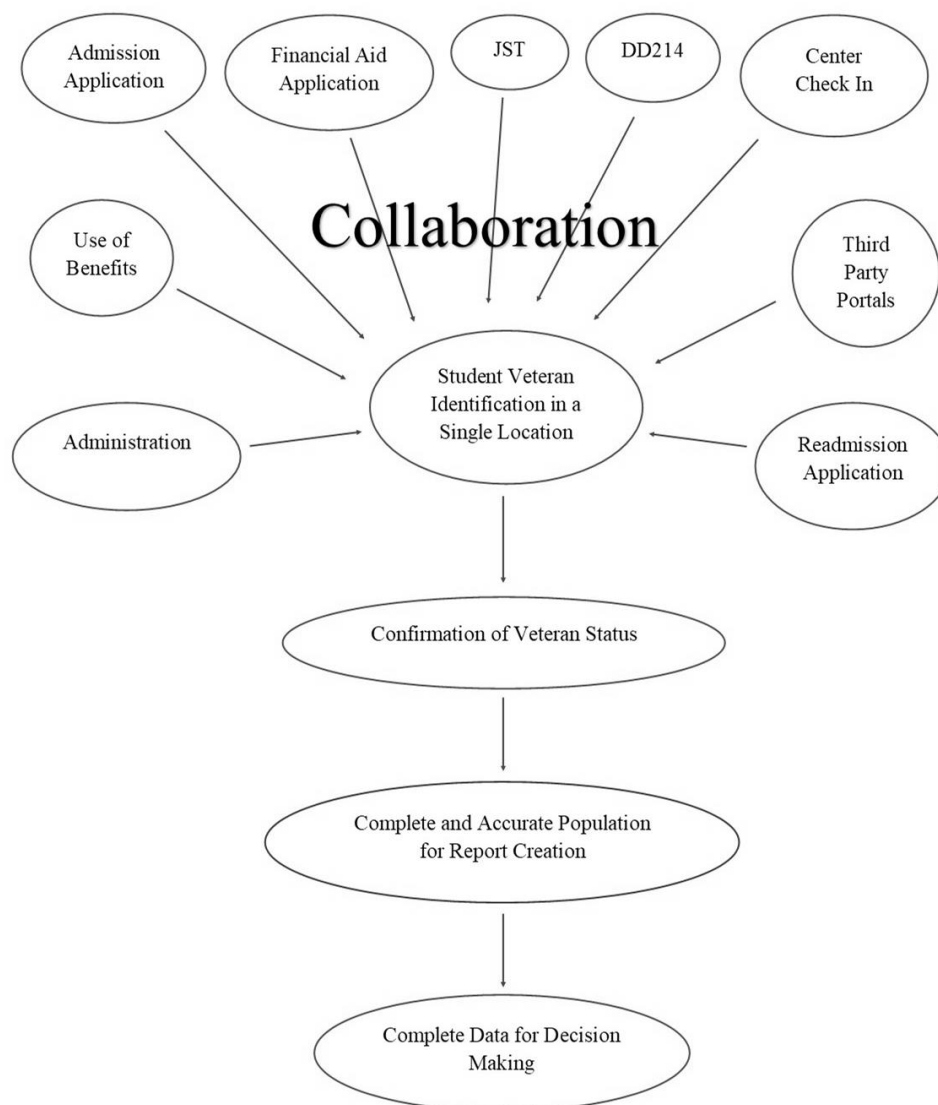 Admission
Application
Financial Aid
Application
JST
DD214
Center
Check In
Collaboration
Use of
Benefits
Third
Party
Portals
Student Veteran
Identification in a
Single Location
Administration
Readmission
Application
Confirmation of Veteran Status
Complete and Accurate Population
for Report Creation
Complete Data for Decision
Making